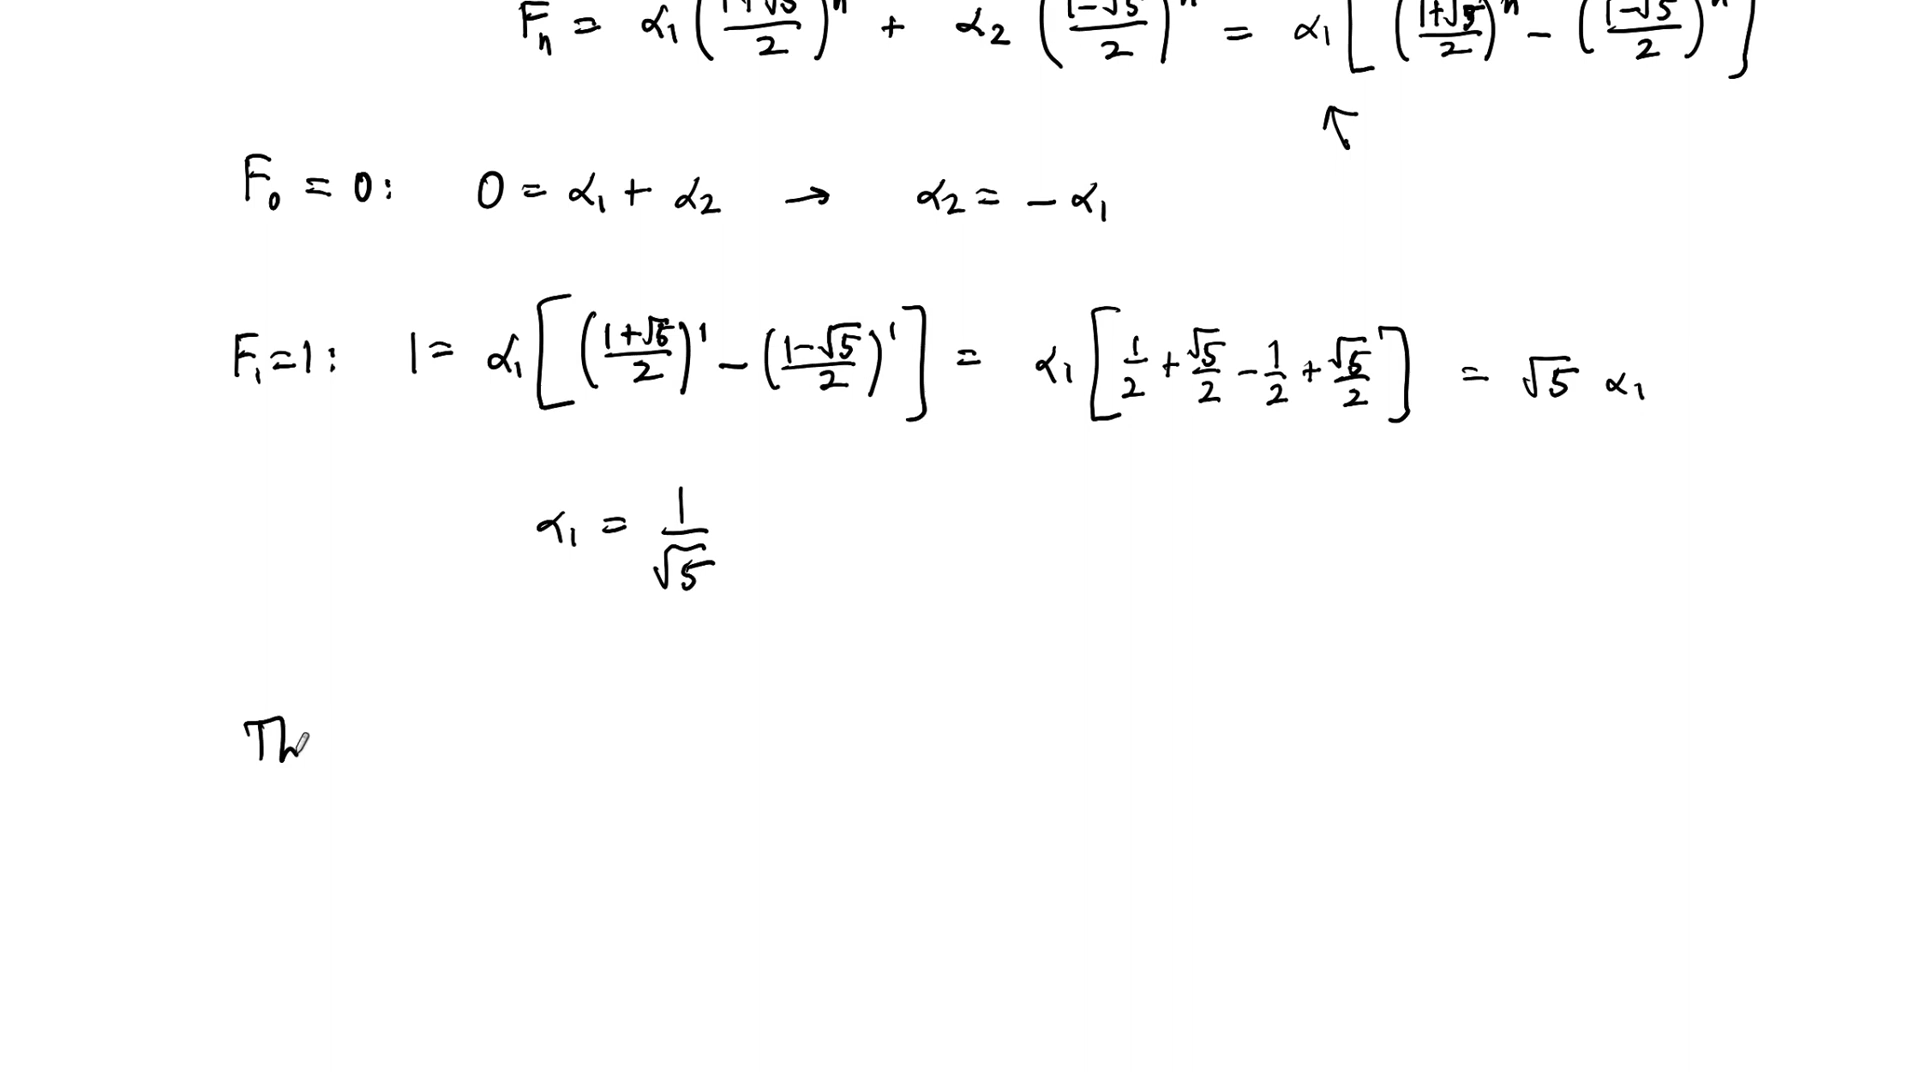 Fₙ = α₁ ((1+√5)/2)ⁿ + α₂ ((1−√5)/2)ⁿ = α₁ [ ((1+√5)/2)ⁿ − ((1−√5)/2)ⁿ ]
F₀ = 0: 0 = α₁ + α₂ → α₂ = − α₁
F₁ = 1: 1 = α₁ [ ((1+√5)/2)¹ − ((1−√5)/2)¹ ] = α₁ [ 1/2 + √5/2 − 1/2 + √5/2 ] = √5 α₁
α₁ = 1/√5
Th